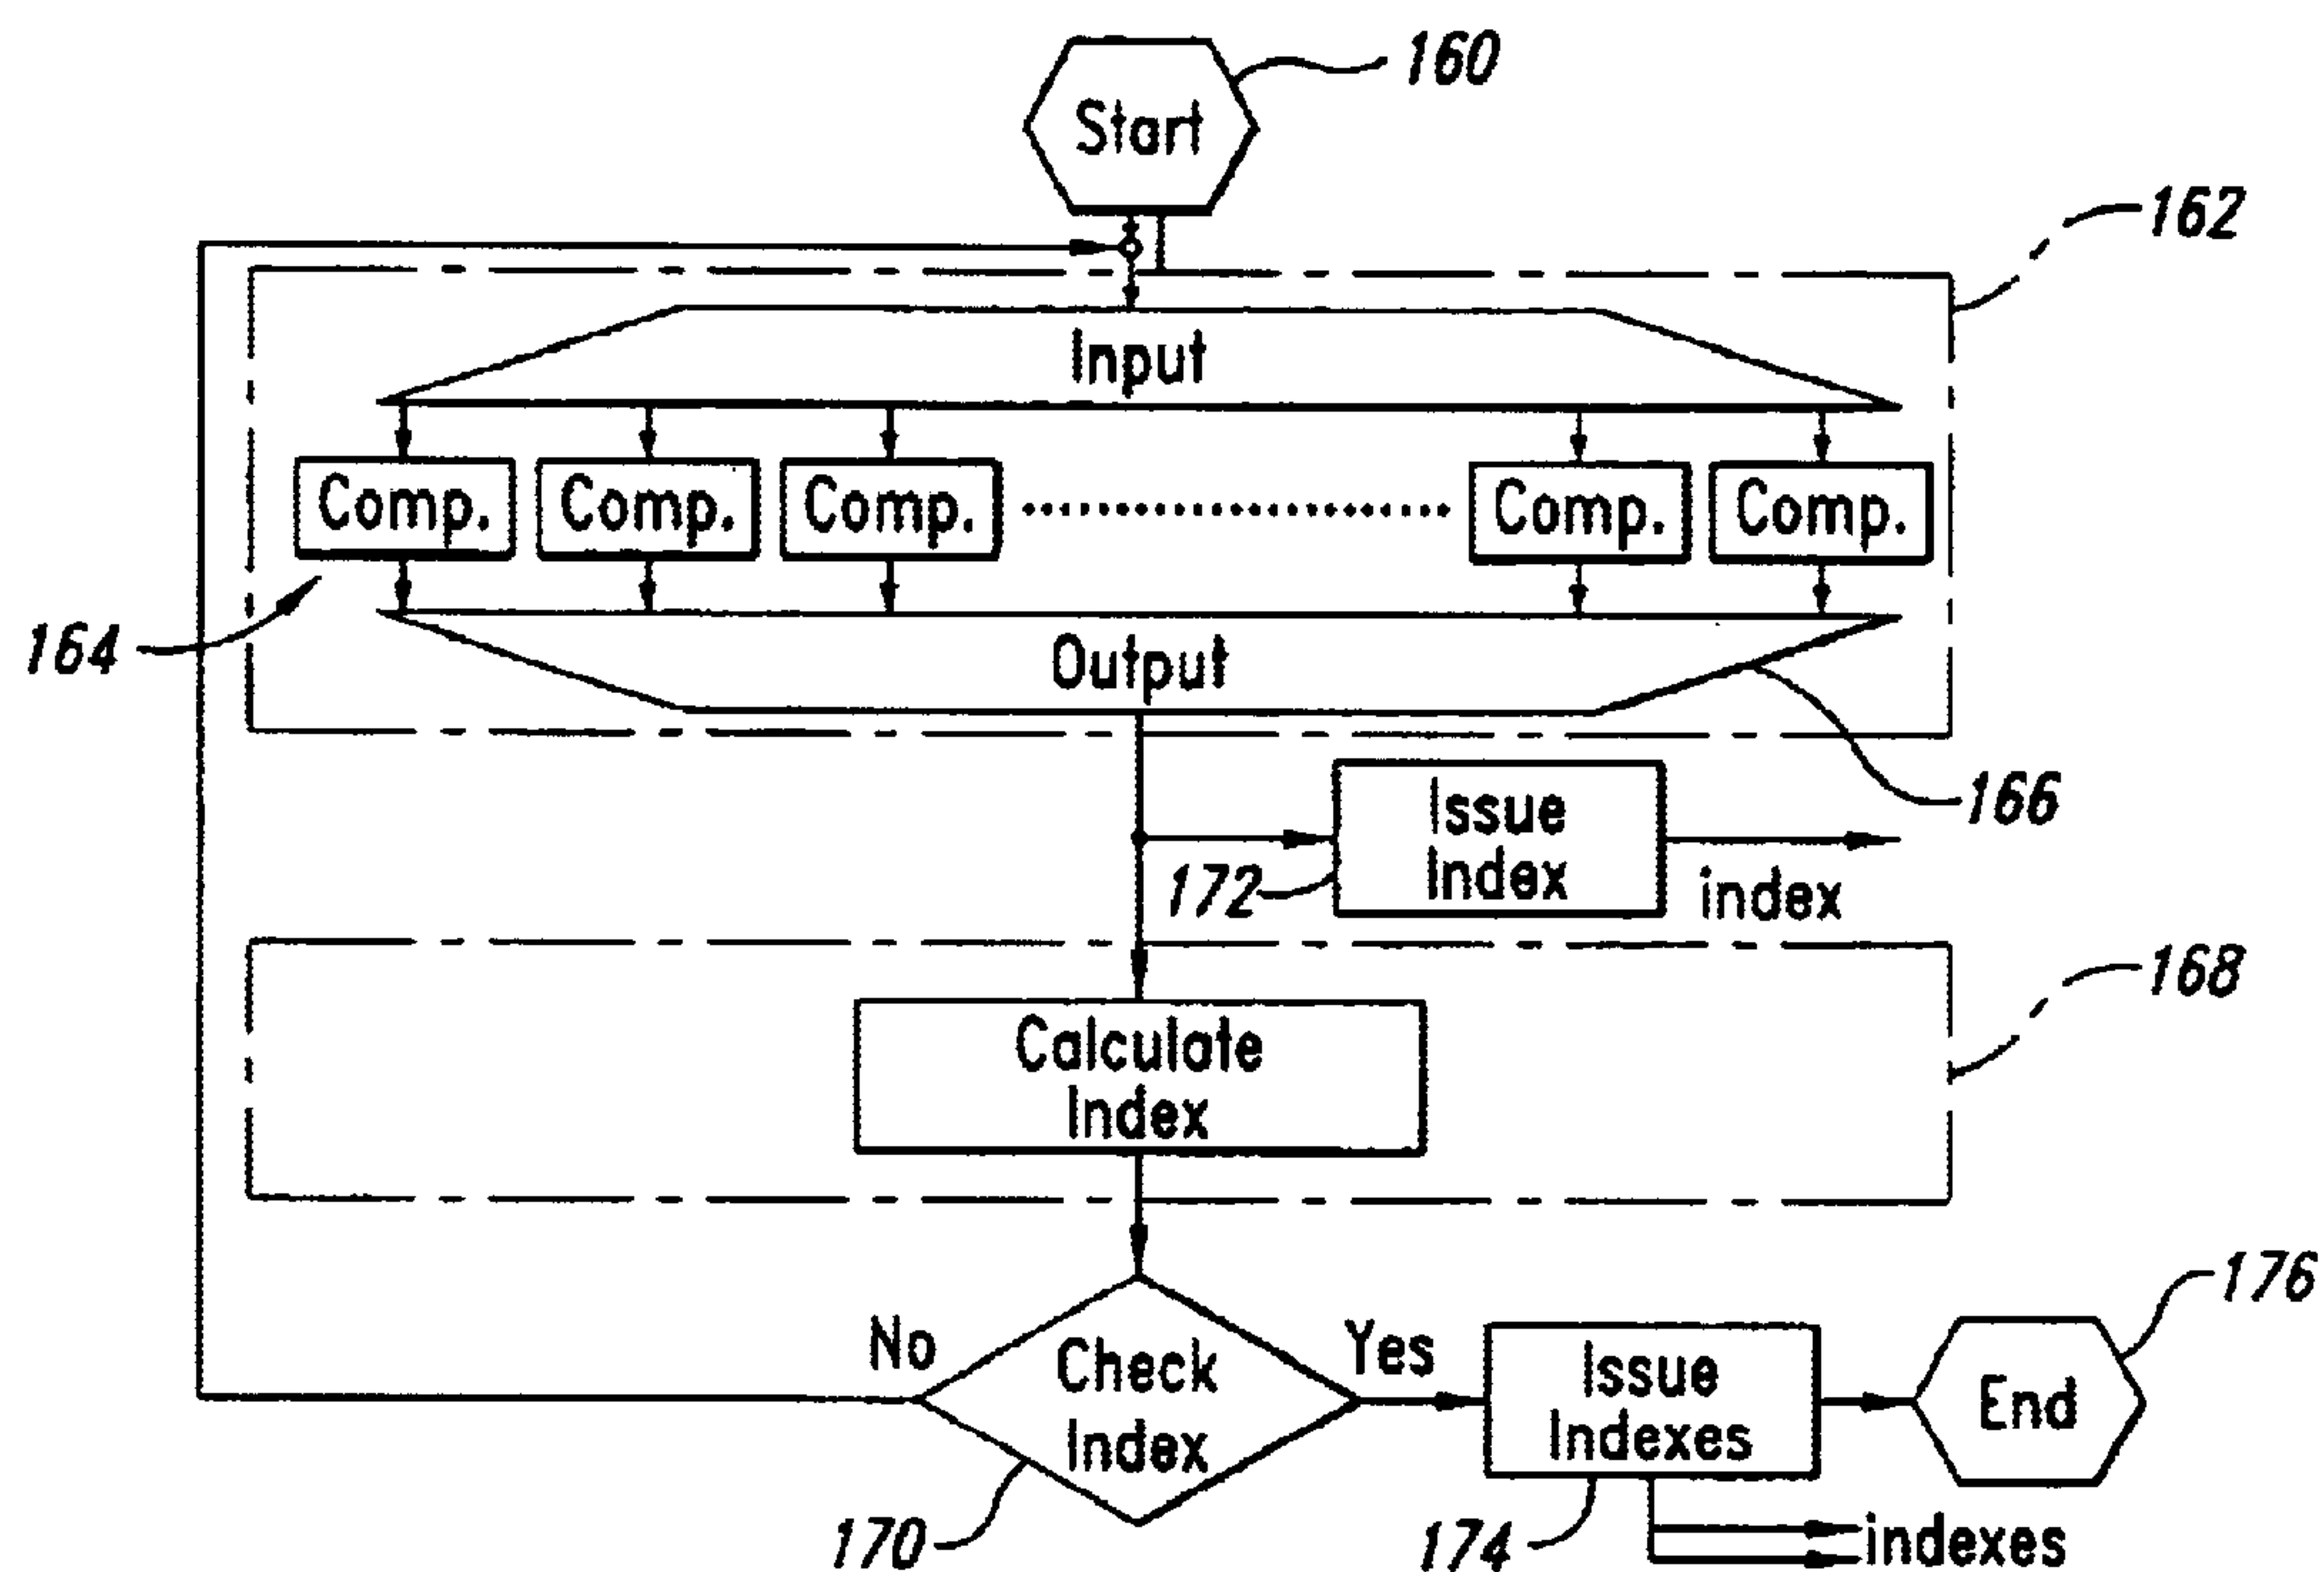 160
Start
162
Input
Comp.
Comp.
Comp.
Comp.
Comp.
164
Output
166
Issue
Index
172
index
168
Calculate
Index
176
No
Yes
Check
Index
Issue
Indexes
End
170
174
indexes